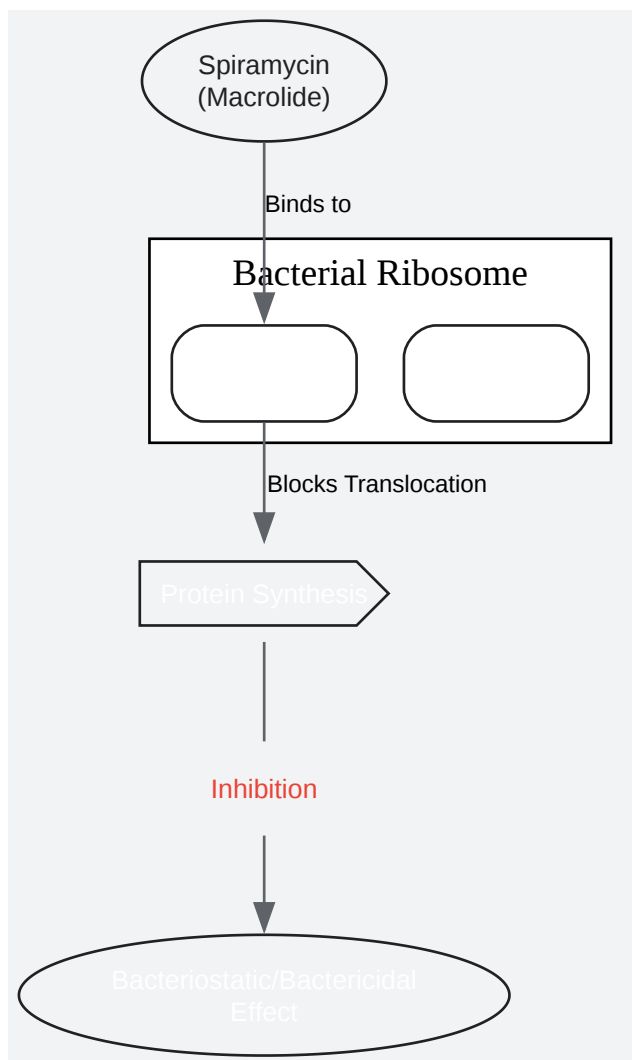 Spiramycin
(Macrolide)
Binds to
Bacterial Ribosome
Blocks Translocation
Protein Synthesis
Inhibition
Bacteriostatic/Bactericidal
Effect